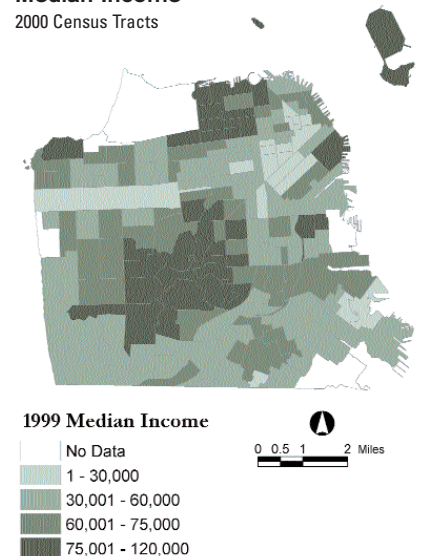 Median Income
2000 Census Tracts
1999 Median Income
No Data
1 - 30,000
30,001 - 60,000
60,001 - 75,000
75,001 - 120,000
0 0.5 1 2 Miles